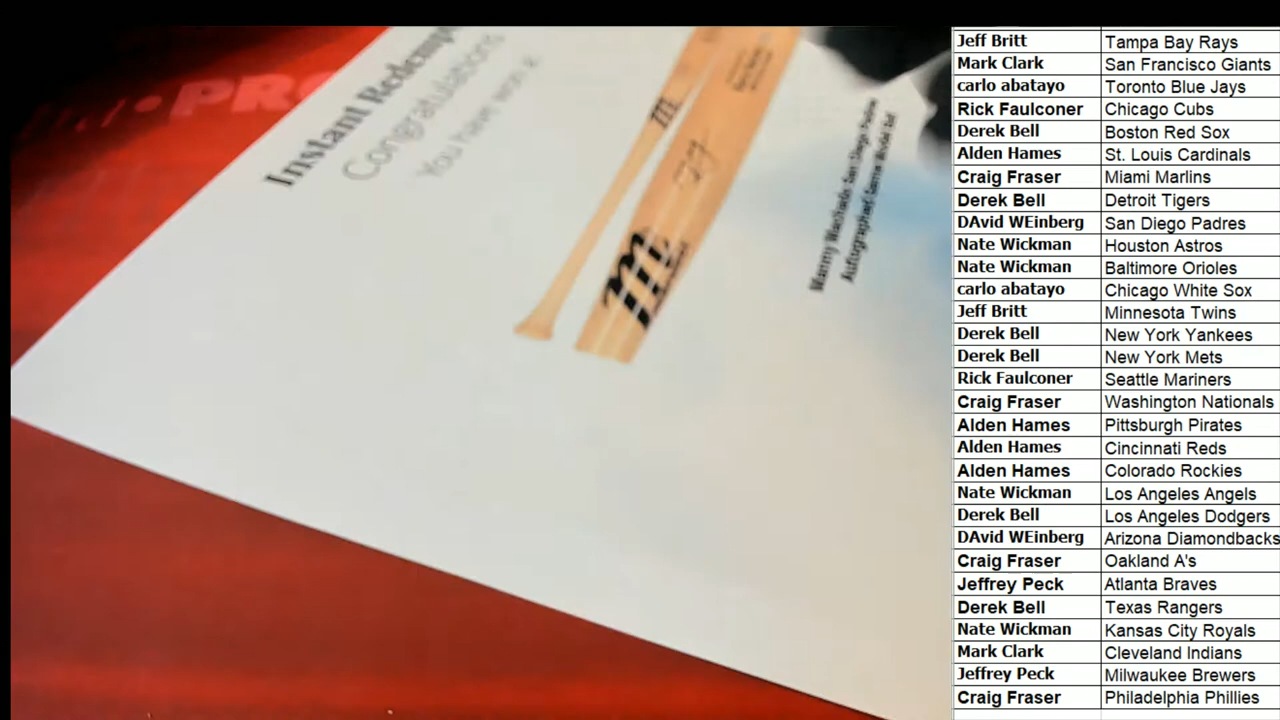 Instant Redemp
Congratulations
You have won a
m
m
Manny Machado San Diego Padre
Autographed Game Model Bat
Jeff Britt Tampa Bay Rays
Mark Clark San Francisco Giants
carlo abatayo Toronto Blue Jays
Rick Faulconer Chicago Cubs
Derek Bell Boston Red Sox
Alden Hames St. Louis Cardinals
Craig Fraser Miami Marlins
Derek Bell Detroit Tigers
DAvid WEinberg San Diego Padres
Nate Wickman Houston Astros
Nate Wickman Baltimore Orioles
carlo abatayo Chicago White Sox
Jeff Britt Minnesota Twins
Derek Bell New York Yankees
Derek Bell New York Mets
Rick Faulconer Seattle Mariners
Craig Fraser Washington Nationals
Alden Hames Pittsburgh Pirates
Alden Hames Cincinnati Reds
Alden Hames Colorado Rockies
Nate Wickman Los Angeles Angels
Derek Bell Los Angeles Dodgers
DAvid WEinberg Arizona Diamondbacks
Craig Fraser Oakland A's
Jeffrey Peck Atlanta Braves
Derek Bell Texas Rangers
Nate Wickman Kansas City Royals
Mark Clark Cleveland Indians
Jeffrey Peck Milwaukee Brewers
Craig Fraser Philadelphia Phillies